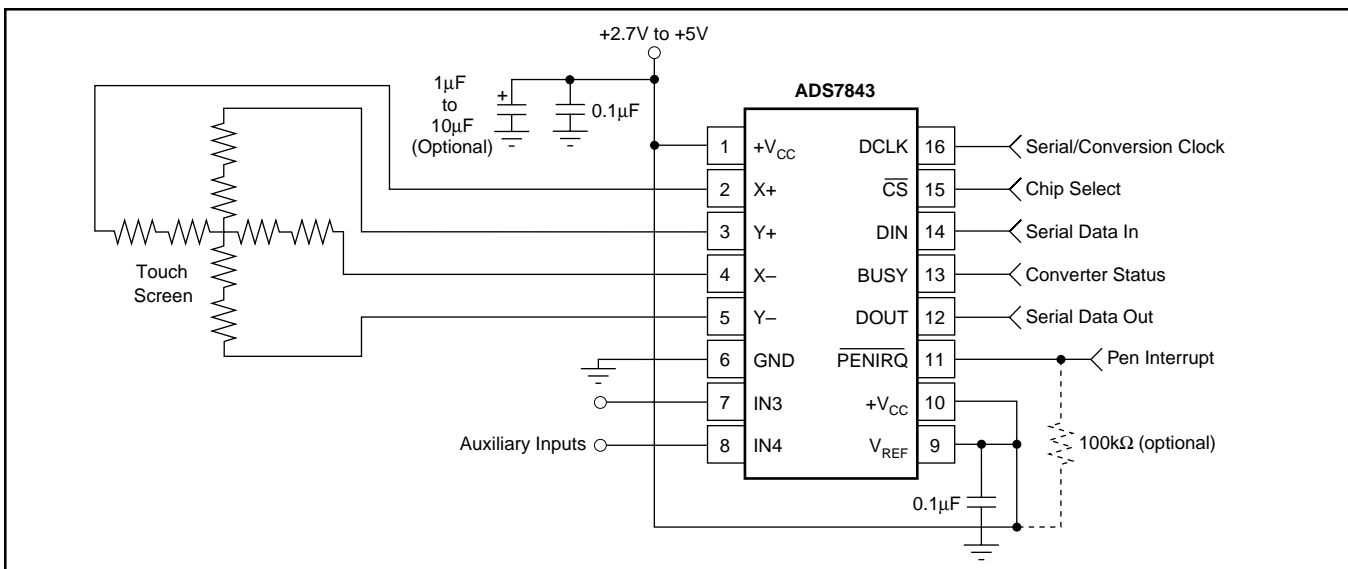 +2.7V to +5V
1µF
to
10µF
(Optional)
+
0.1µF
ADS7843
1 +VCC DCLK 16 Serial/Conversion Clock
2 X+ CS 15 Chip Select
3 Y+ DIN 14 Serial Data In
4 X– BUSY 13 Converter Status
5 Y– DOUT 12 Serial Data Out
6 GND PENIRQ 11 Pen Interrupt
7 IN3 +VCC 10
Auxiliary Inputs 8 IN4 VREF 9
Touch
Screen
100kΩ (optional)
0.1µF